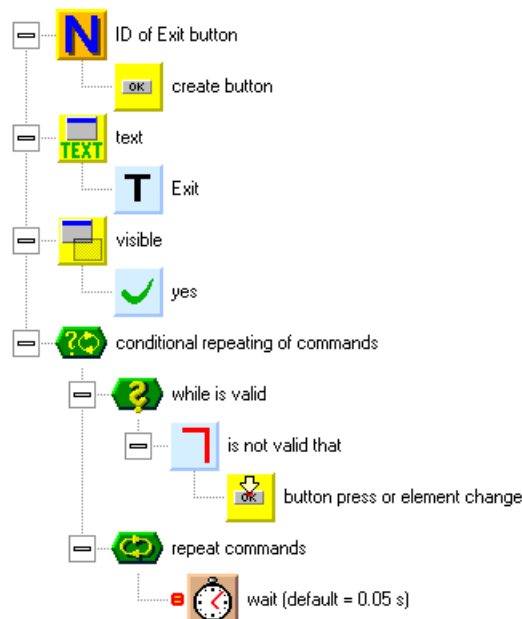 N ID of Exit button
OK create button
TEXT text
T Exit
visible
yes
? conditional repeating of commands
? while is valid
is not valid that
OK button press or element change
repeat commands
wait (default = 0.05 s)